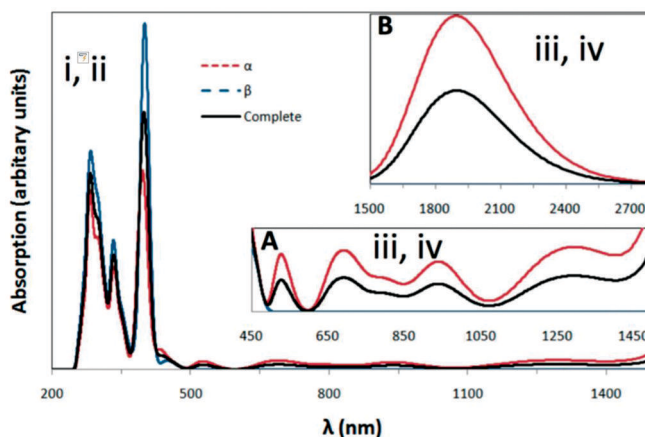 B
iii, iv
i, ii
α
β
Complete
1500 1800 2100 2400 2700
A
iii, iv
450 650 850 1050 1250 1450
Absorption (arbitary units)
200 500 800 1100 1400
λ (nm)